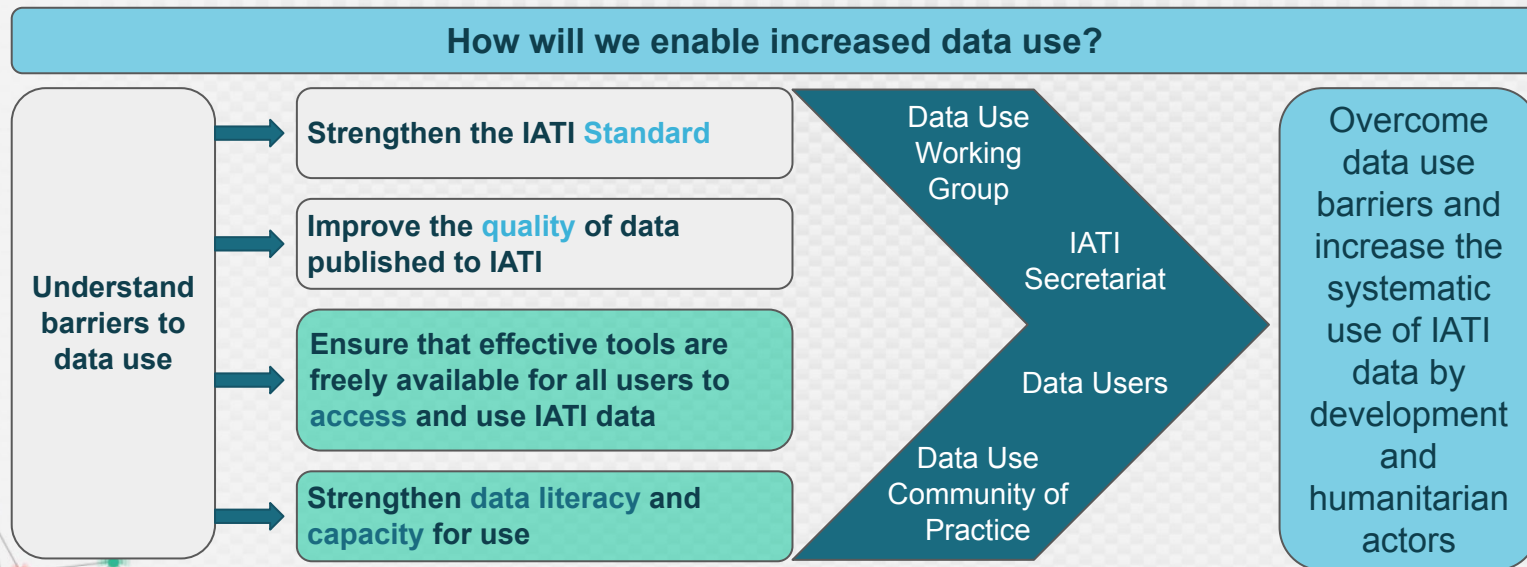 How will we enable increased data use?
Understand
barriers to
data use
Strengthen the IATI Standard
Improve the quality of data
published to IATI
Ensure that effective tools are
freely available for all users to
access and use IATI data
Strengthen data literacy and
capacity for use
Data Use
Working
Group
IATI
Secretariat
Data Users
Data Use
Community of
Practice
Overcome
data use
barriers and
increase the
systematic
use of IATI
data by
development
and
humanitarian
actors